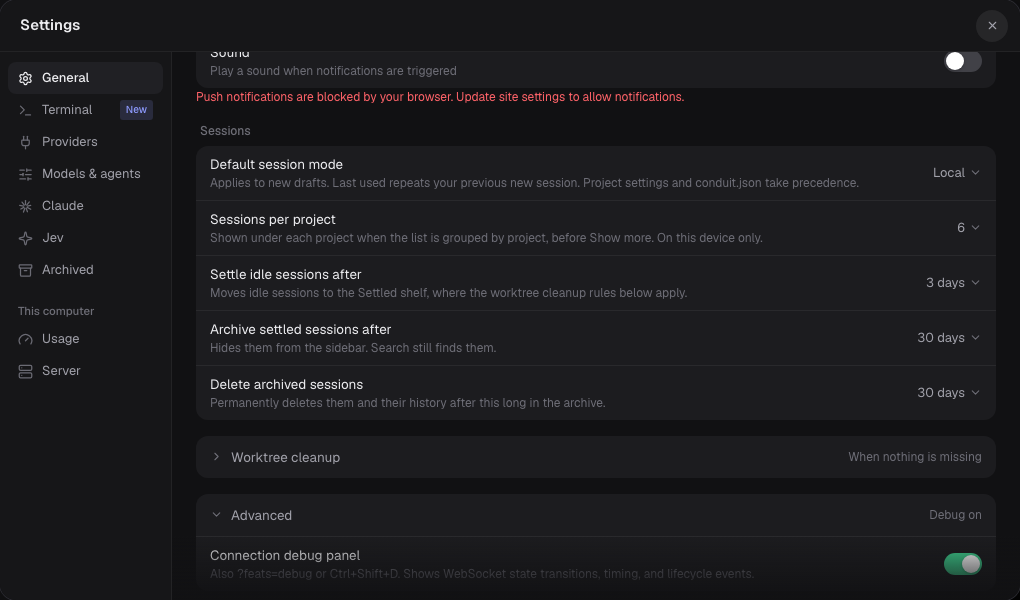 Settings
General
Terminal
New
Providers
Models & agents
Claude
Jev
Archived
This computer
Usage
Server
Sound
Play a sound when notifications are triggered
Push notifications are blocked by your browser. Update site settings to allow notifications.
Sessions
Default session mode
Applies to new drafts. Last used repeats your previous new session. Project settings and conduit.json take precedence.
Local
Sessions per project
Shown under each project when the list is grouped by project, before Show more. On this device only.
6
Settle idle sessions after
Moves idle sessions to the Settled shelf, where the worktree cleanup rules below apply.
3 days
Archive settled sessions after
Hides them from the sidebar. Search still finds them.
30 days
Delete archived sessions
Permanently deletes them and their history after this long in the archive.
30 days
Worktree cleanup
When nothing is missing
Advanced
Debug on
Connection debug panel
Also ?feats=debug or Ctrl+Shift+D. Shows WebSocket state transitions, timing, and lifecycle events.